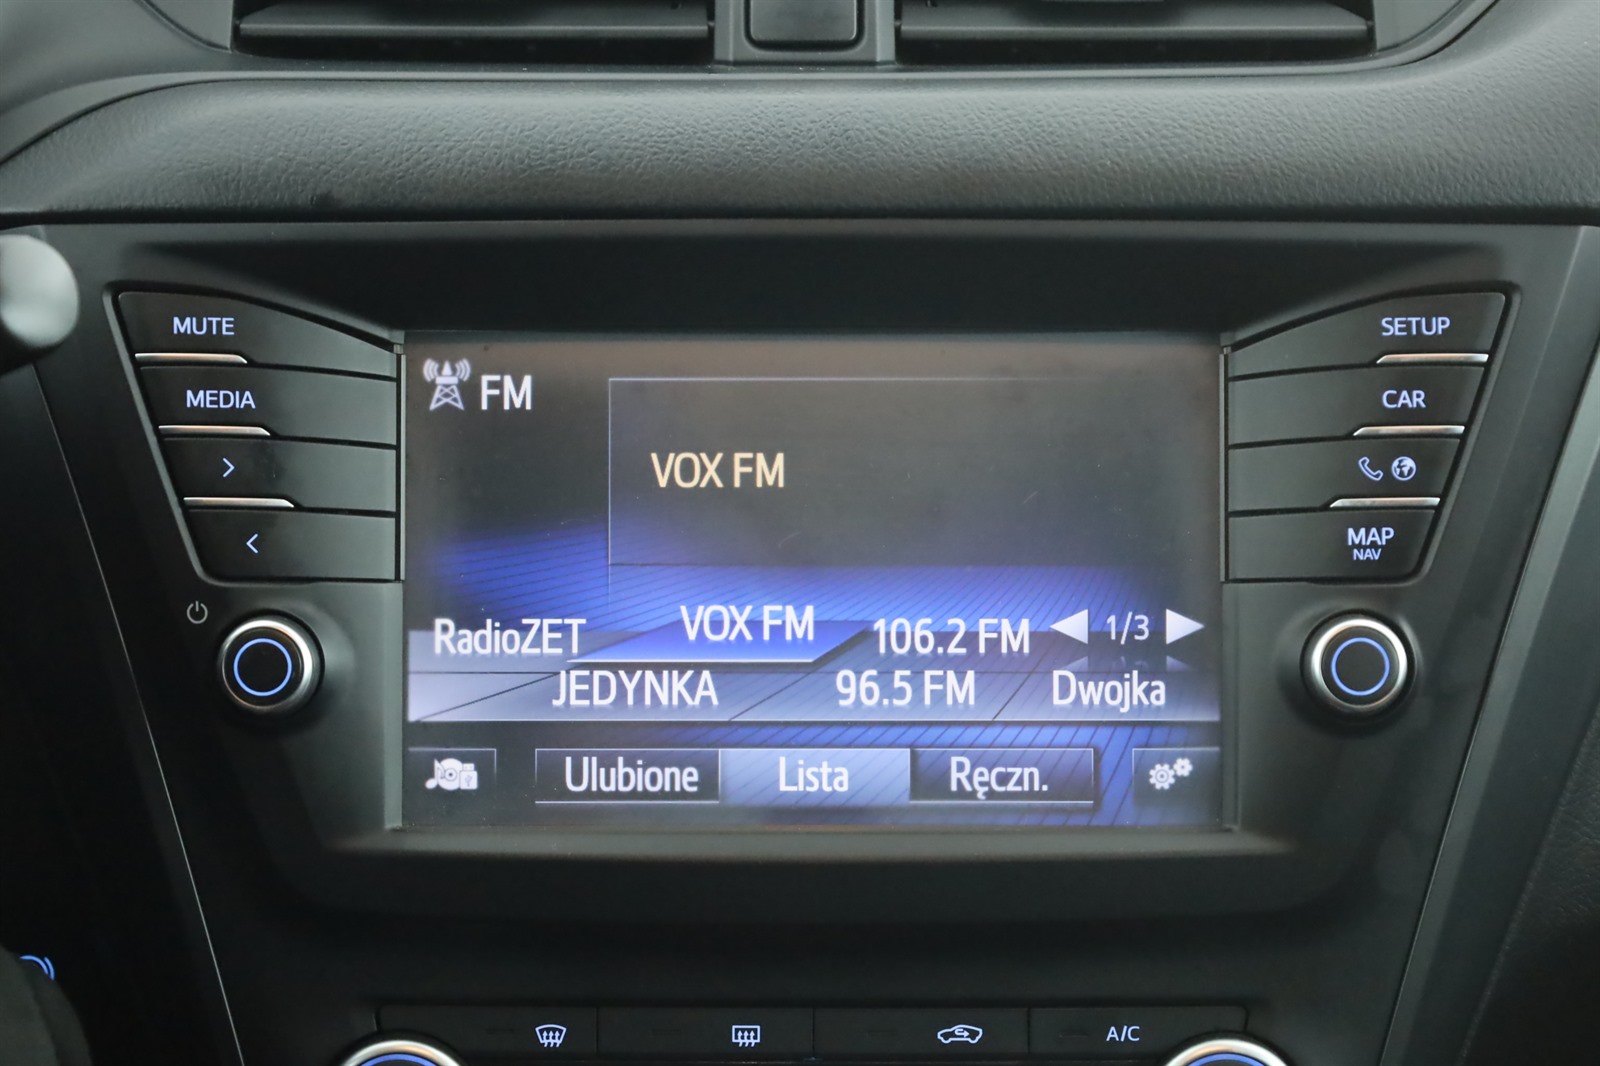 MUTE
SETUP
MEDIA
CAR
FM
VOX FM
MAP
NAV
RadioZET VOX FM 106.2 FM 1/3
JEDYNKA 96.5 FM Dwojka
Ulubione Lista Ręczn.
A/C